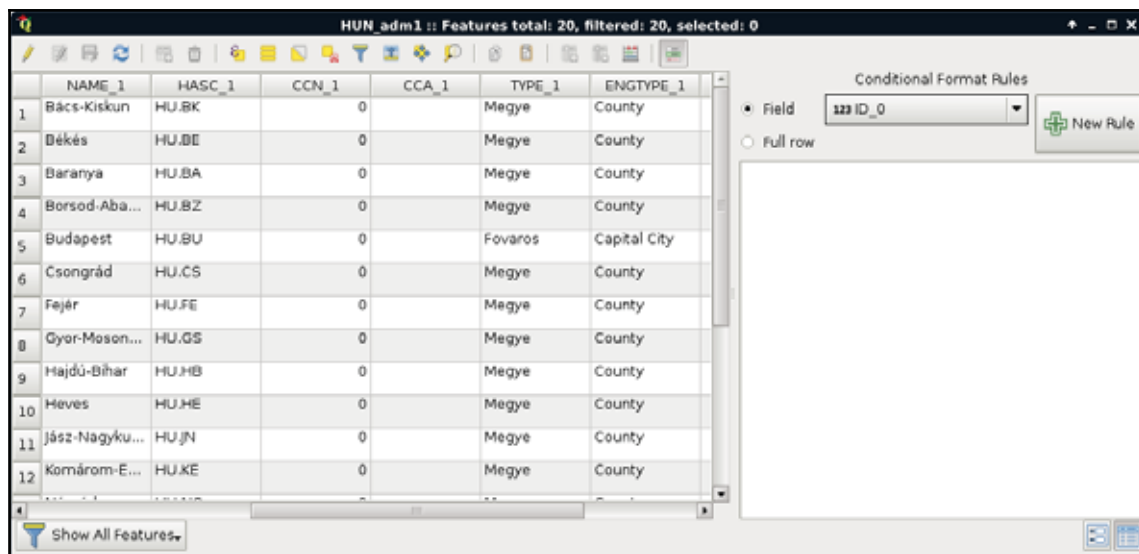 HUN_adm1 :: Features total: 20, filtered: 20, selected: 0
NAME_1 HASC_1 CCN_1 CCA_1 TYPE_1 ENGTYPE_1
1 Bács-Kiskun HU.BK 0 Megye County
2 Békés HU.BE 0 Megye County
3 Baranya HU.BA 0 Megye County
4 Borsod-Aba... HU.BZ 0 Megye County
5 Budapest HU.BU 0 Fovaros Capital City
6 Csongrád HU.CS 0 Megye County
7 Fejér HU.FE 0 Megye County
8 Gyor-Moson... HU.GS 0 Megye County
9 Hajdú-Bihar HU.HB 0 Megye County
10 Heves HU.HE 0 Megye County
11 Jász-Nagyku... HU.JN 0 Megye County
12 Komárom-E... HU.KE 0 Megye County
Show All Features
Conditional Format Rules
Field 123 ID_0
New Rule
Full row